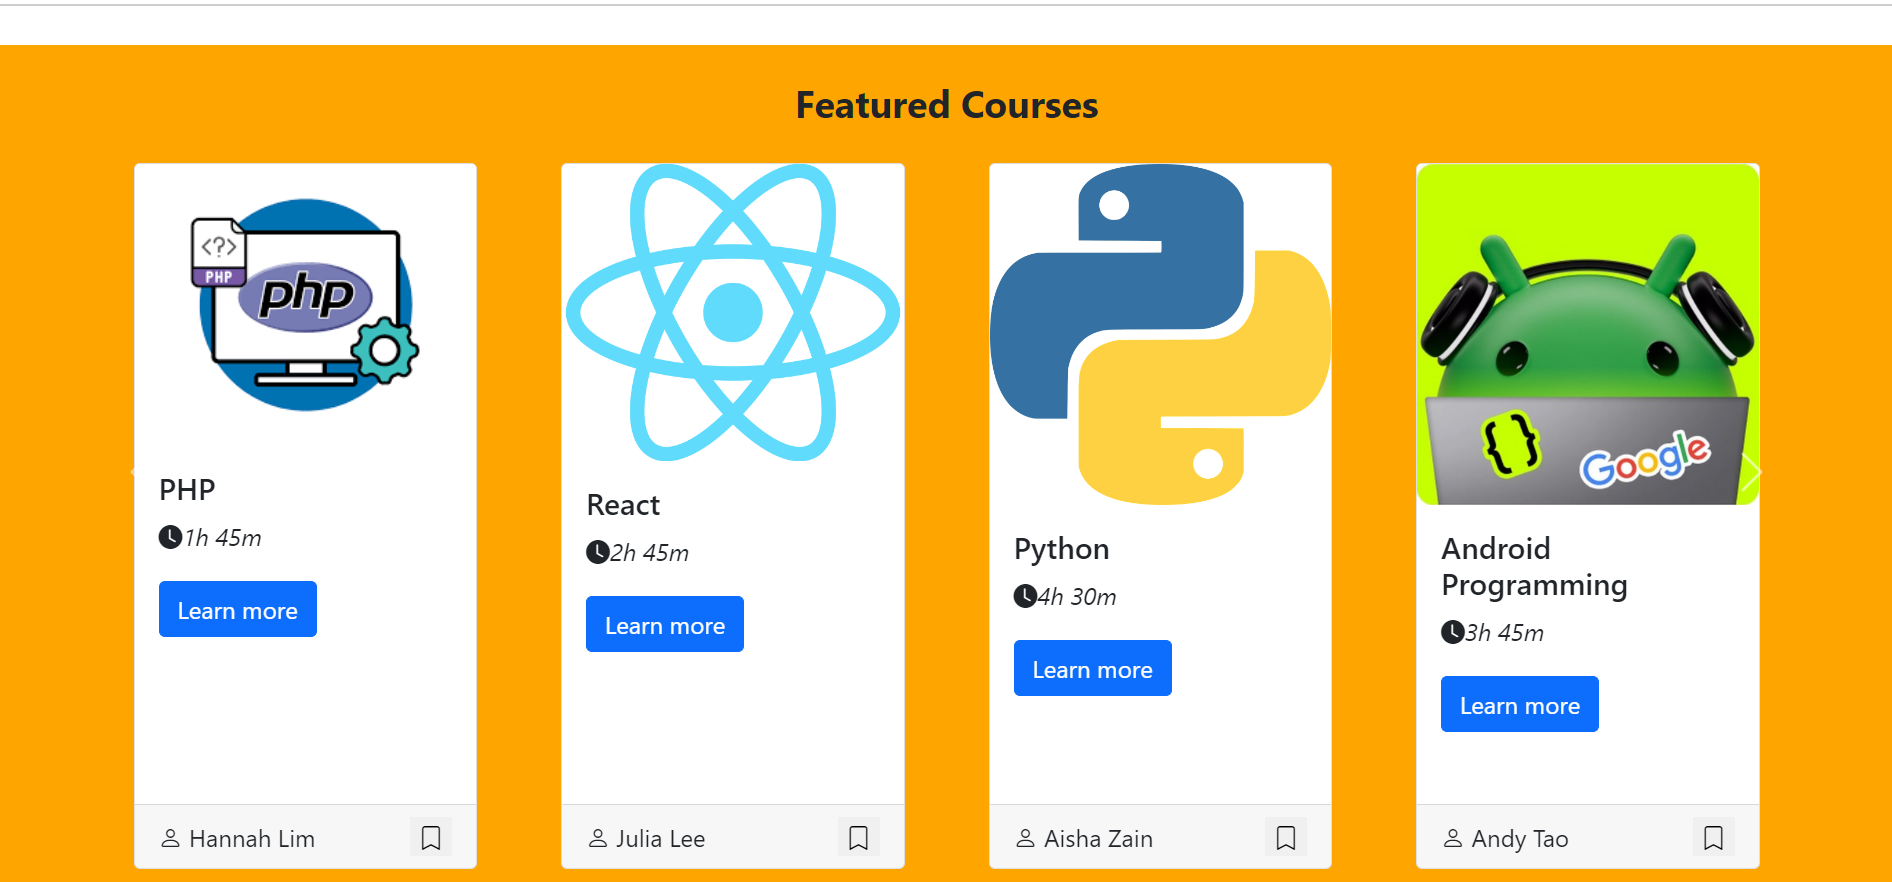 Featured Courses
<?>
PHP
php
PHP
1h 45m
Learn more
Hannah Lim
React
2h 45m
Learn more
Julia Lee
Python
4h 30m
Learn more
Aisha Zain
{}
Google
Android
Programming
3h 45m
Learn more
Andy Tao